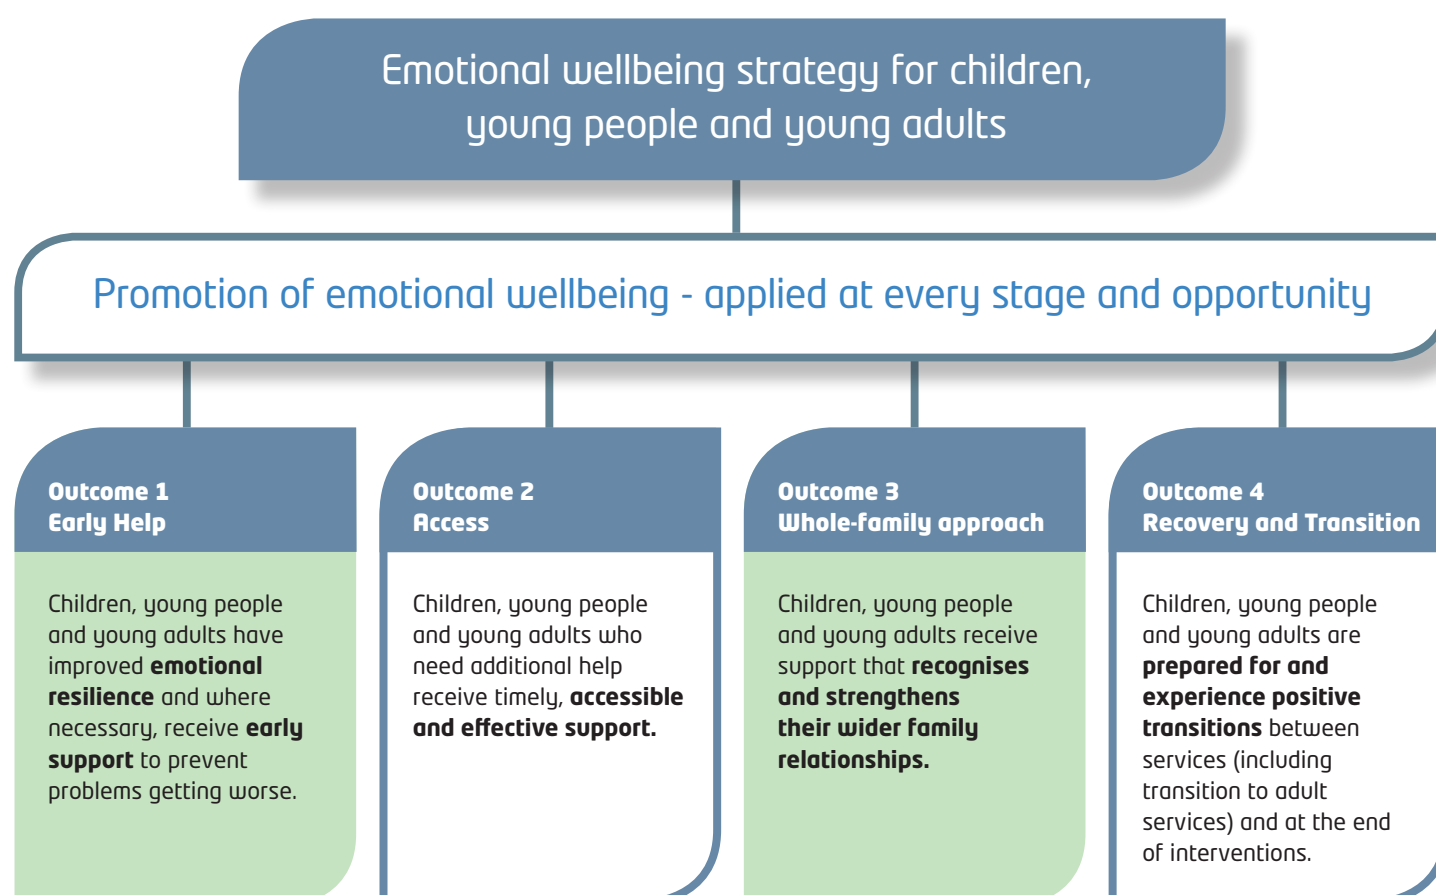 Emotional wellbeing strategy for children,
young people and young adults
Promotion of emotional wellbeing - applied at every stage and opportunity
Outcome 1
Early Help
Children, young people
and young adults have
improved emotional
resilience and where
necessary, receive early
support to prevent
problems getting worse.
Outcome 2
Access
Children, young people
and young adults who
need additional help
receive timely, accessible
and effective support.
Outcome 3
Whole-family approach
Children, young people
and young adults receive
support that recognises
and strengthens
their wider family
relationships.
Outcome 4
Recovery and Transition
Children, young people
and young adults are
prepared for and
experience positive
transitions between
services (including
transition to adult
services) and at the end
of interventions.